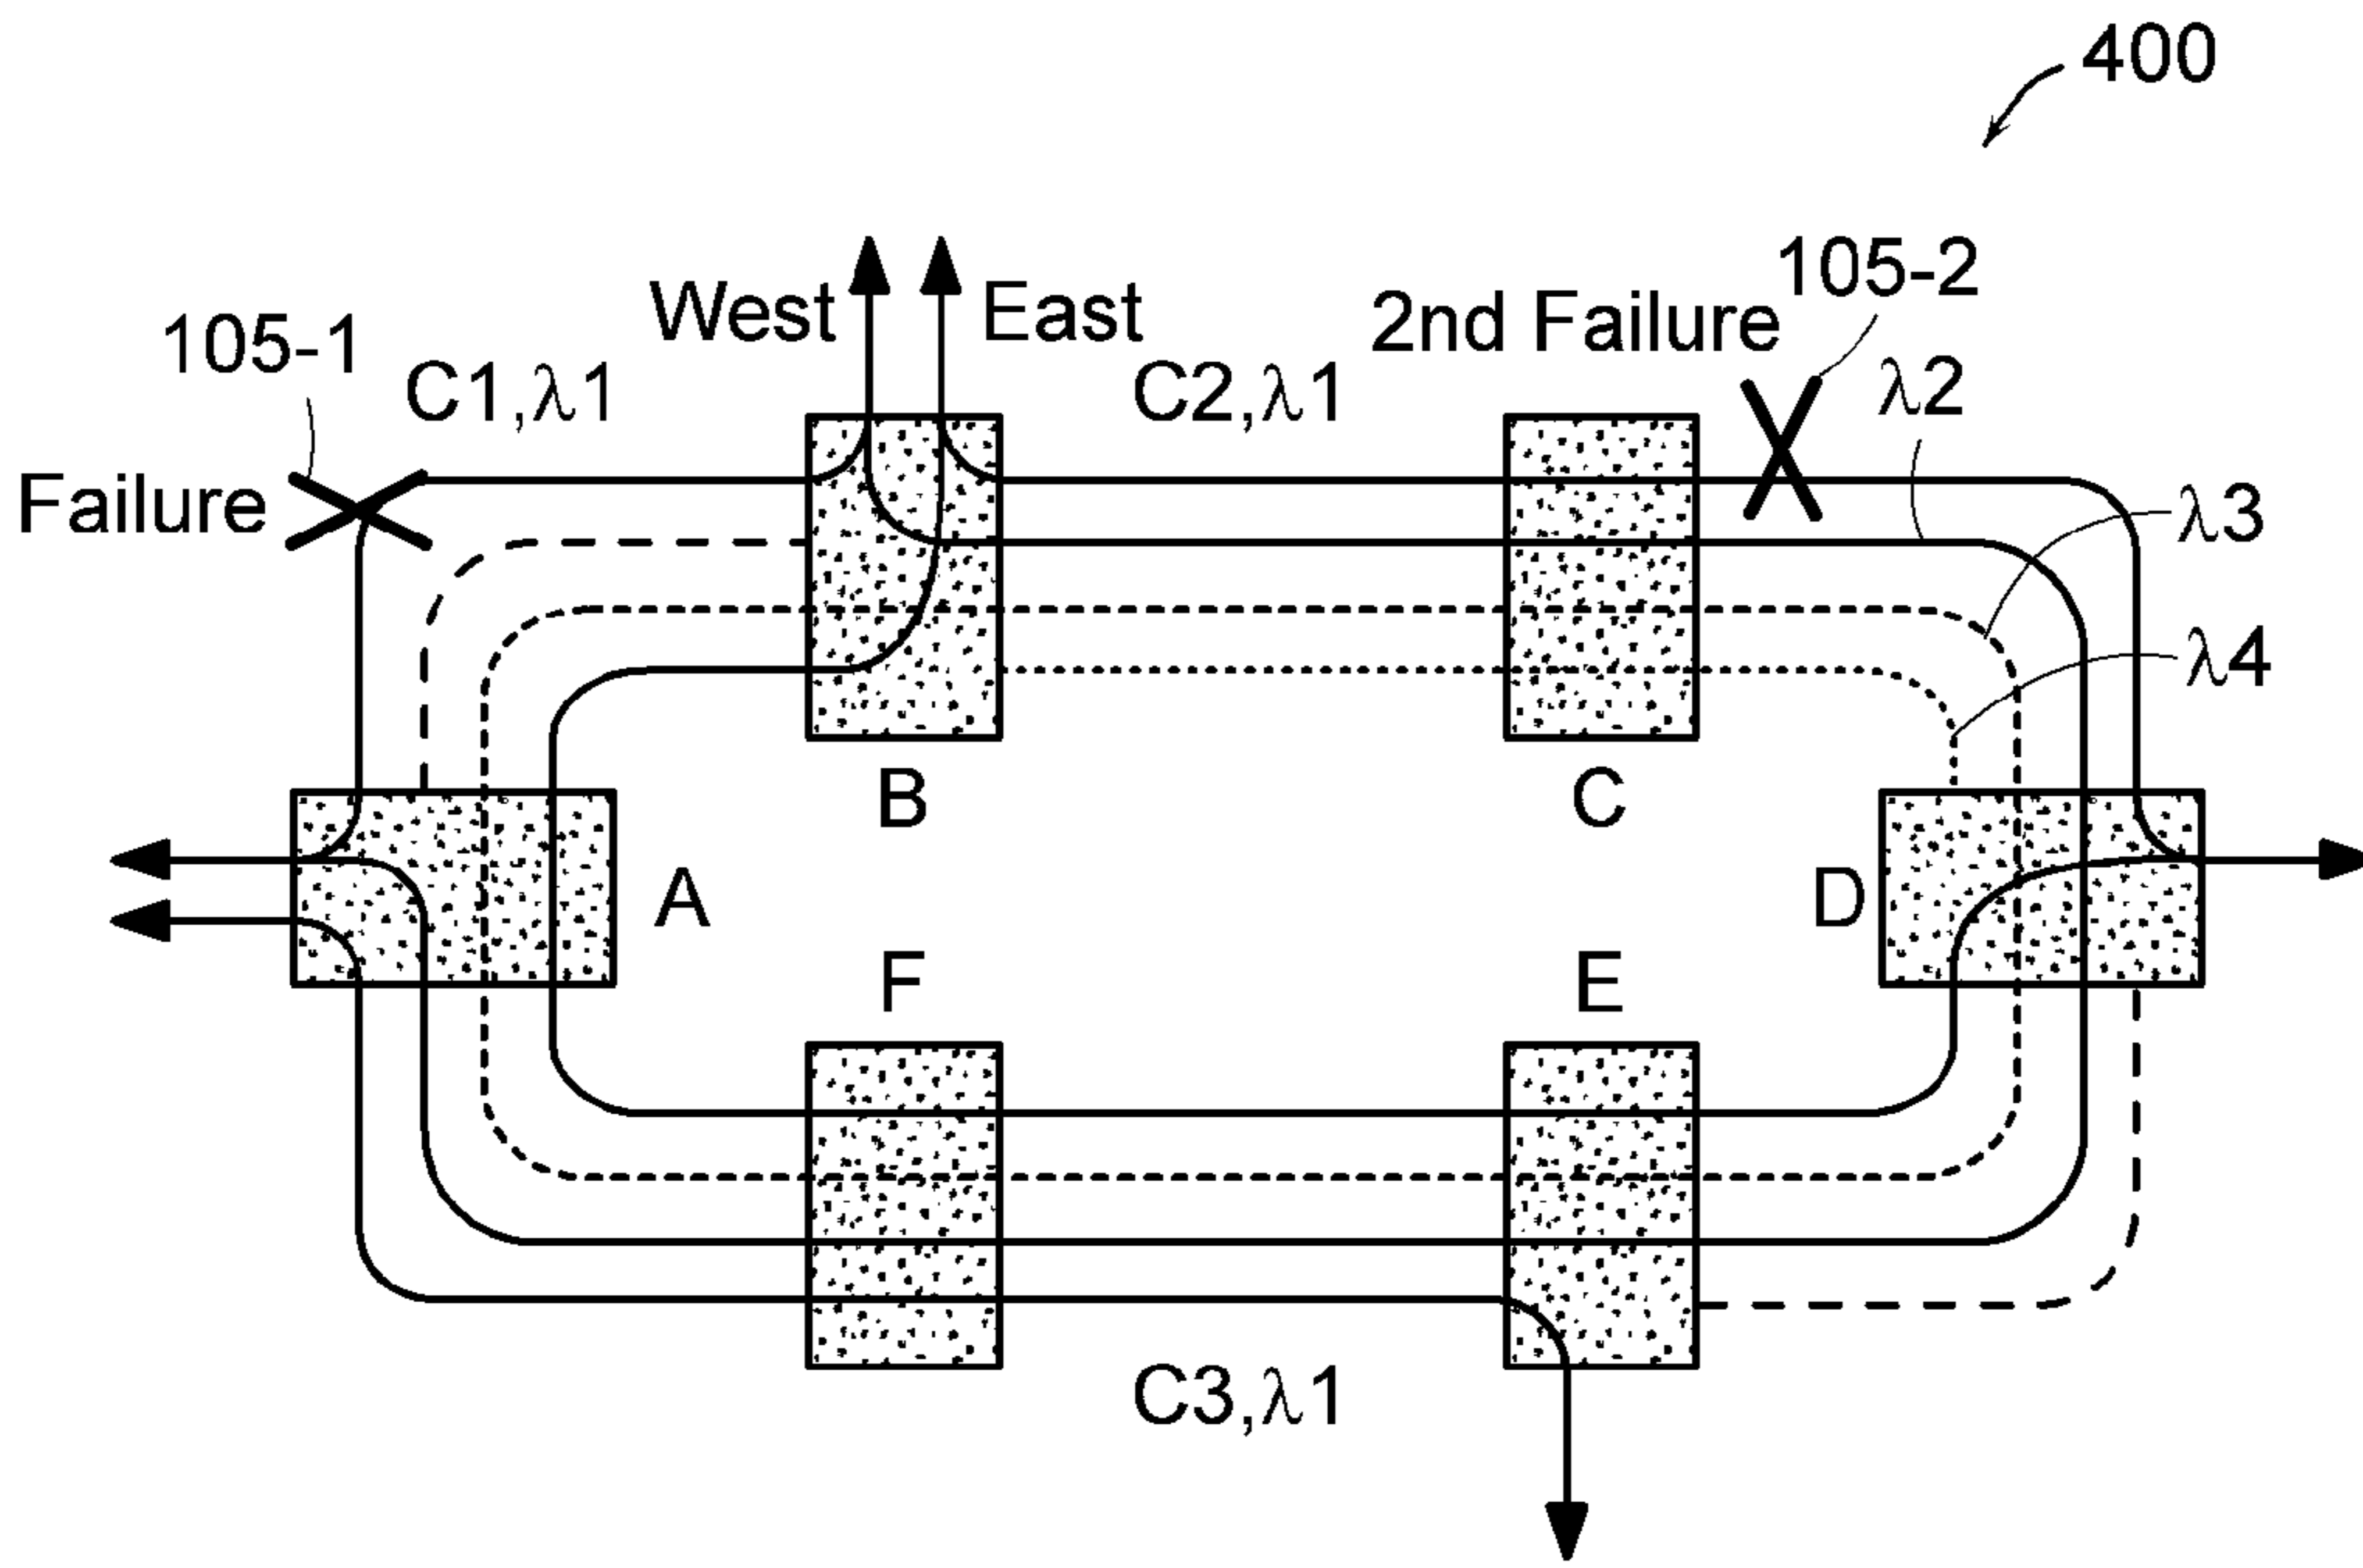 400
105-2
West
East
2nd Failure
105-1
C1,λ1
C2,λ1
λ2
Failure
λ3
λ4
B
C
A
D
F
E
C3,λ1